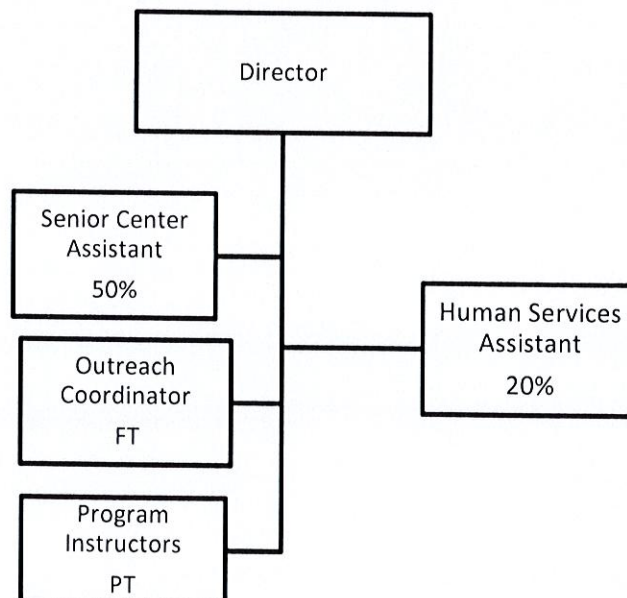 Director
Senior Center
Assistant
50%
Human Services
Assistant
20%
Outreach
Coordinator
FT
Program
Instructors
PT